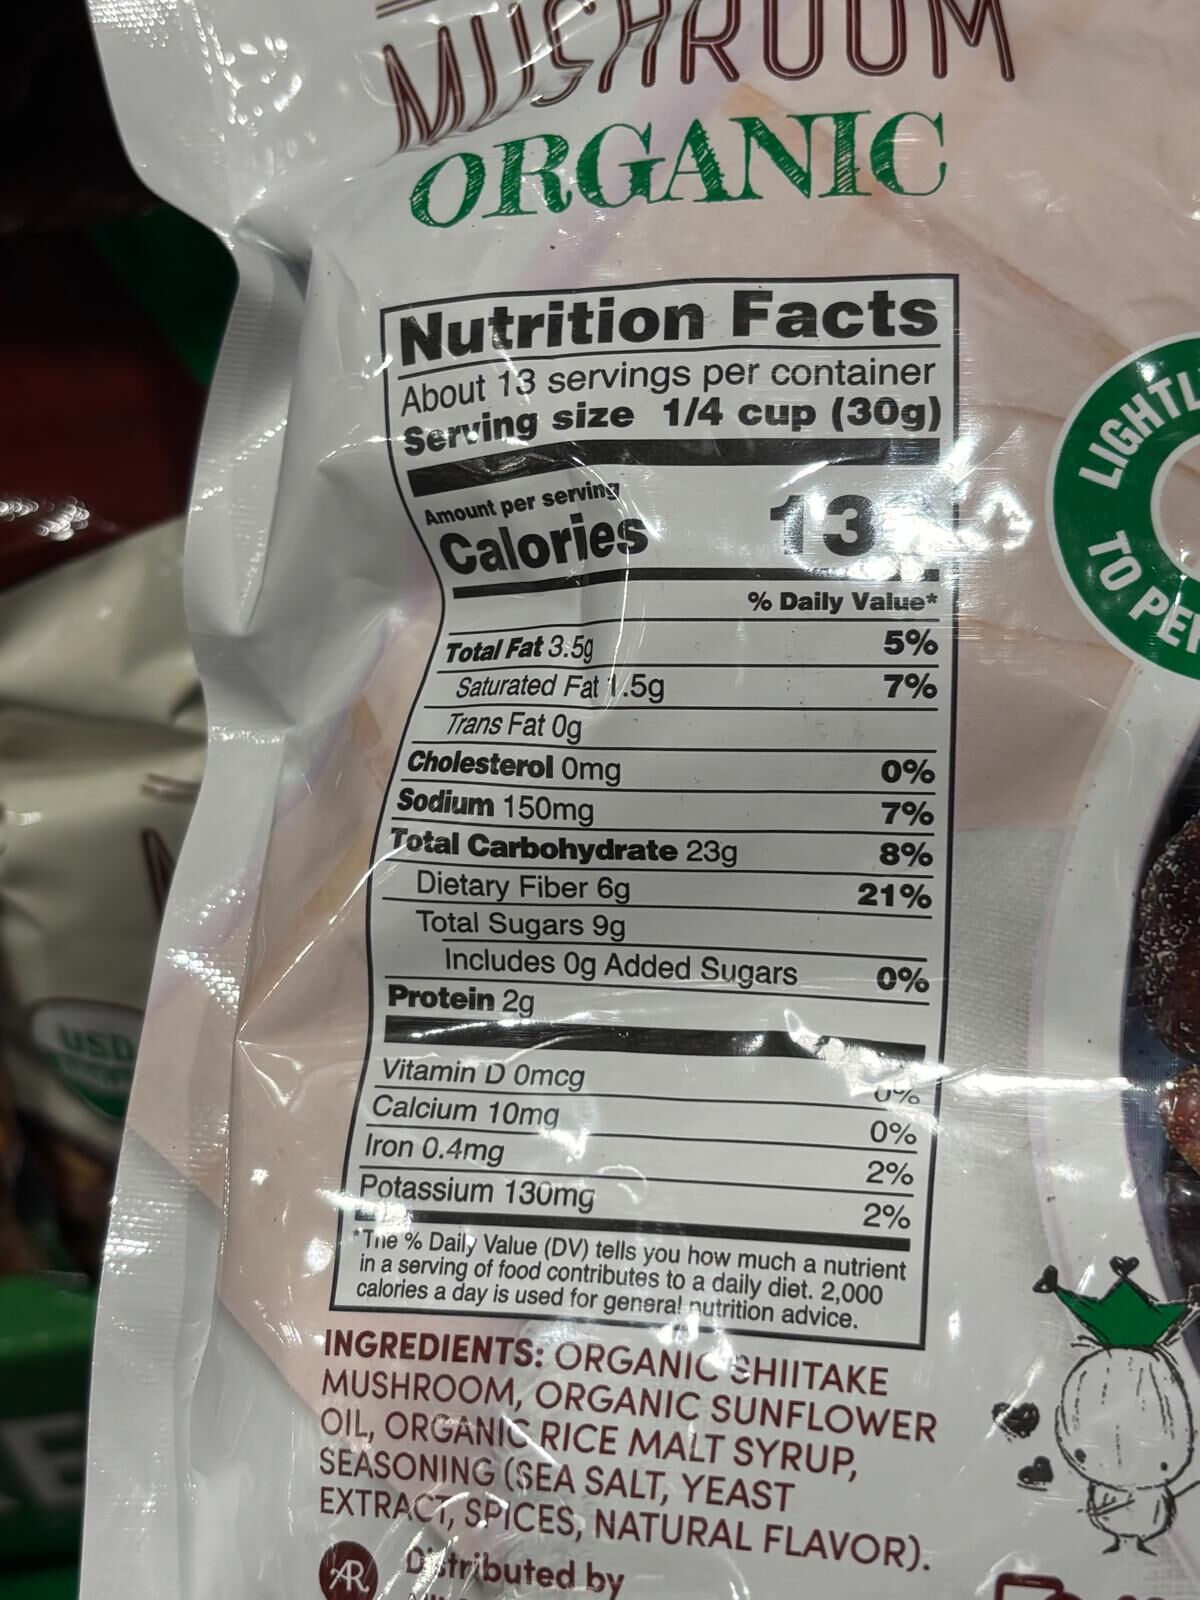 MUSHROOM
ORGANIC
Nutrition Facts
About 13 servings per container
Serving size 1/4 cup (30g)
Amount per serving
Calories
% Daily Value*
Total Fat 3.5g 5%
Saturated Fat 1.5g 7%
Trans Fat 0g
Cholesterol 0mg 0%
Sodium 150mg 7%
Total Carbohydrate 23g 8%
Dietary Fiber 6g 21%
Total Sugars 9g
Includes 0g Added Sugars 0%
Protein 2g
Vitamin D 0mcg 0%
Calcium 10mg 0%
Iron 0.4mg 2%
Potassium 130mg 2%
*The % Daily Value (DV) tells you how much a nutrient
in a serving of food contributes to a daily diet. 2,000
calories a day is used for general nutrition advice.
INGREDIENTS: ORGANIC SHIITAKE
MUSHROOM, ORGANIC SUNFLOWER
OIL, ORGANIC RICE MALT SYRUP,
SEASONING (SEA SALT, YEAST
EXTRACT, SPICES, NATURAL FLAVOR).
AR
Distributed by
TO
USDA